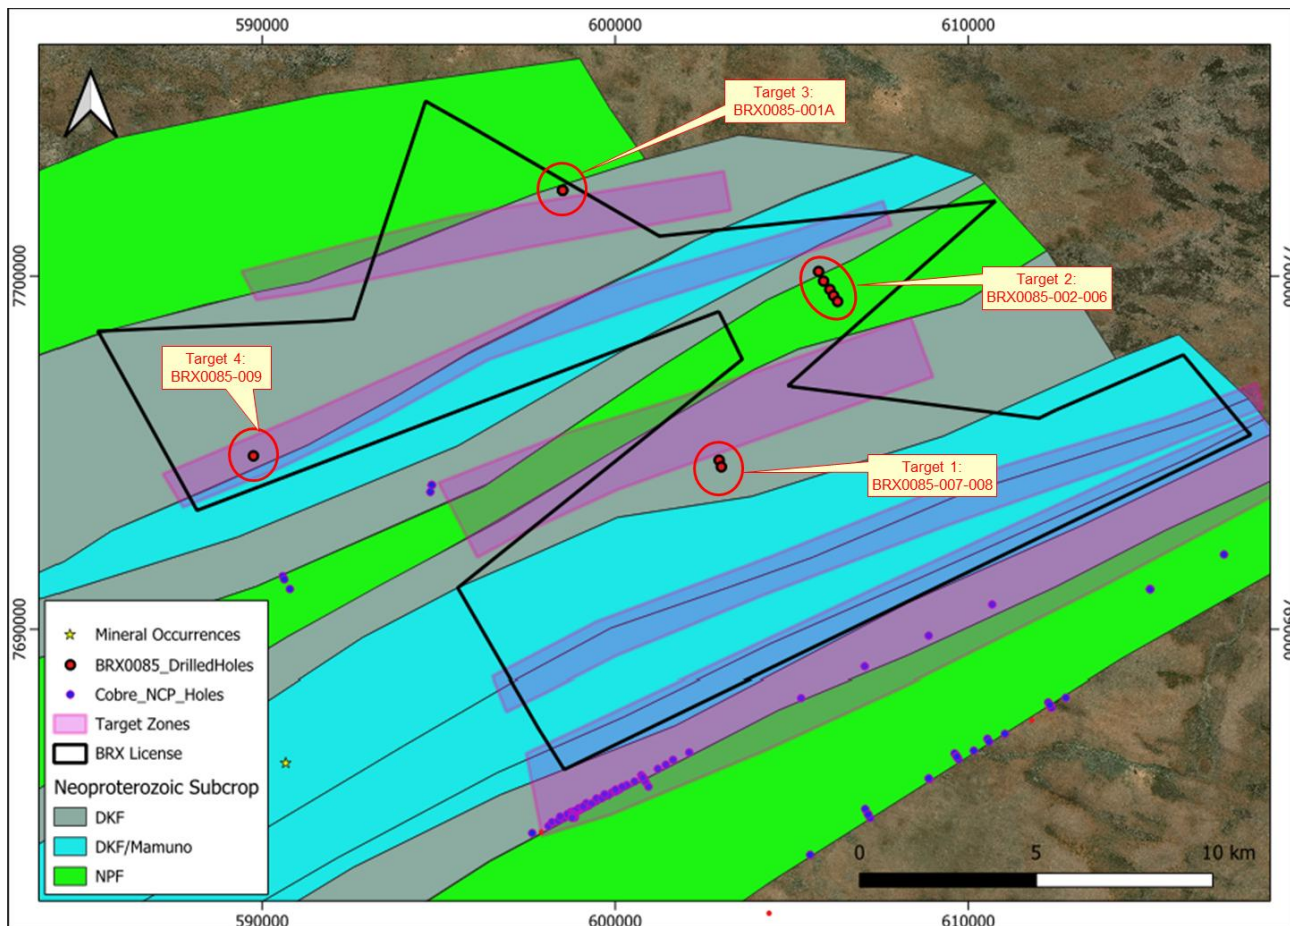 590000
600000
610000
Target 3:
BRX0085-001A
7700000
7700000
Target 2:
BRX0085-002-006
Target 4:
BRX0085-009
Target 1:
BRX0085-007-008
7690000
7690000
Mineral Occurrences
BRX0085_DrilledHoles
Cobre_NCP_Holes
Target Zones
BRX License
Neoproterozoic Subcrop
DKF
DKF/Mamuno
NPF
0
5
10 km
590000
600000
610000